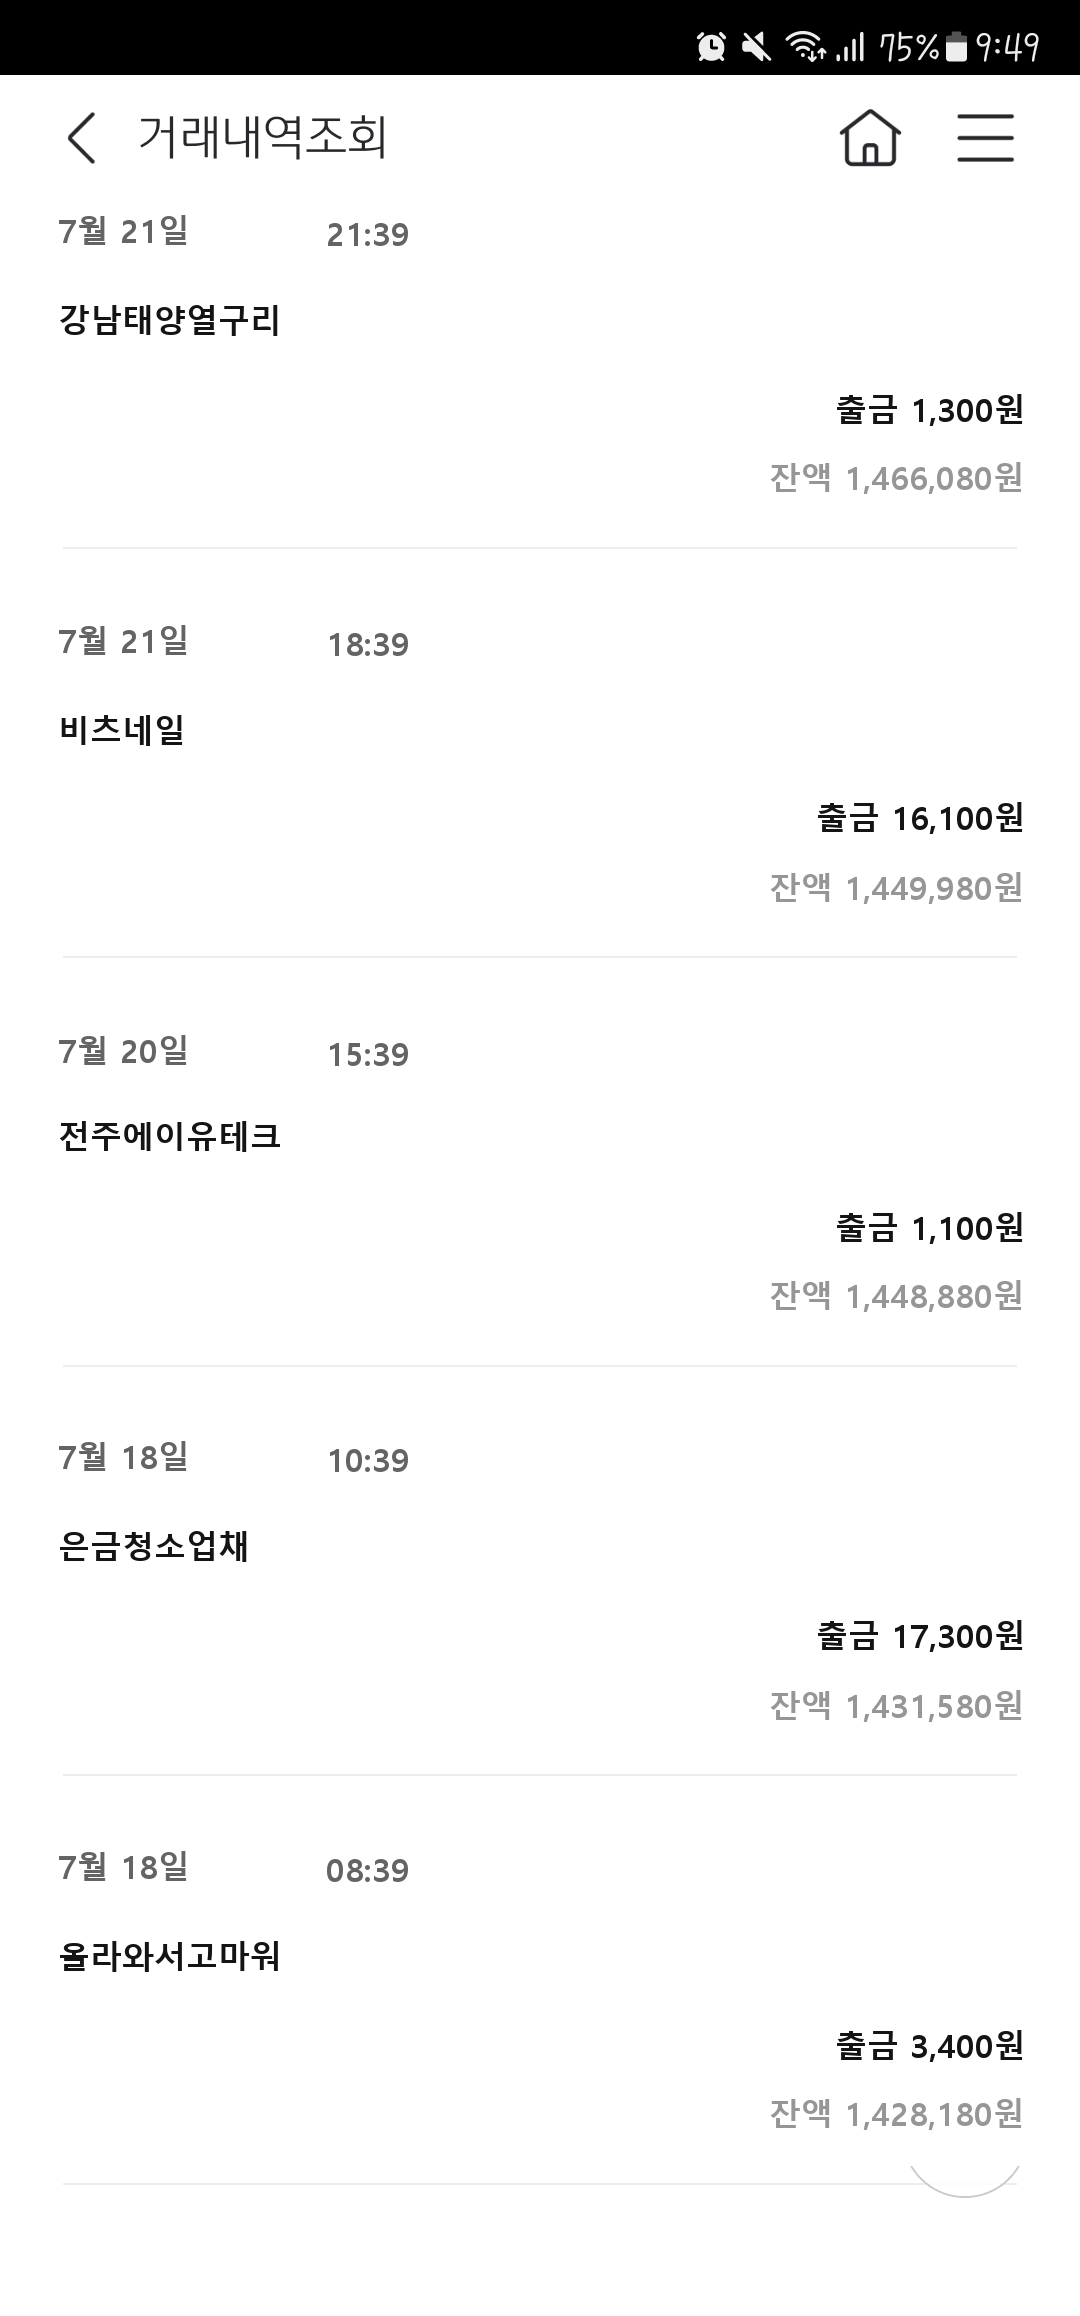 75% 9:49
거래내역조회
7월 21일 21:39
강남태양열구리
출금 1,300원
잔액 1,466,080원
7월 21일 18:39
비츠네일
출금 16,100원
잔액 1,449,980원
7월 20일 15:39
전주에이유테크
출금 1,100원
잔액 1,448,880원
7월 18일 10:39
은금청소업채
출금 17,300원
잔액 1,431,580원
7월 18일 08:39
올라와서고마워
출금 3,400원
잔액 1,428,180원